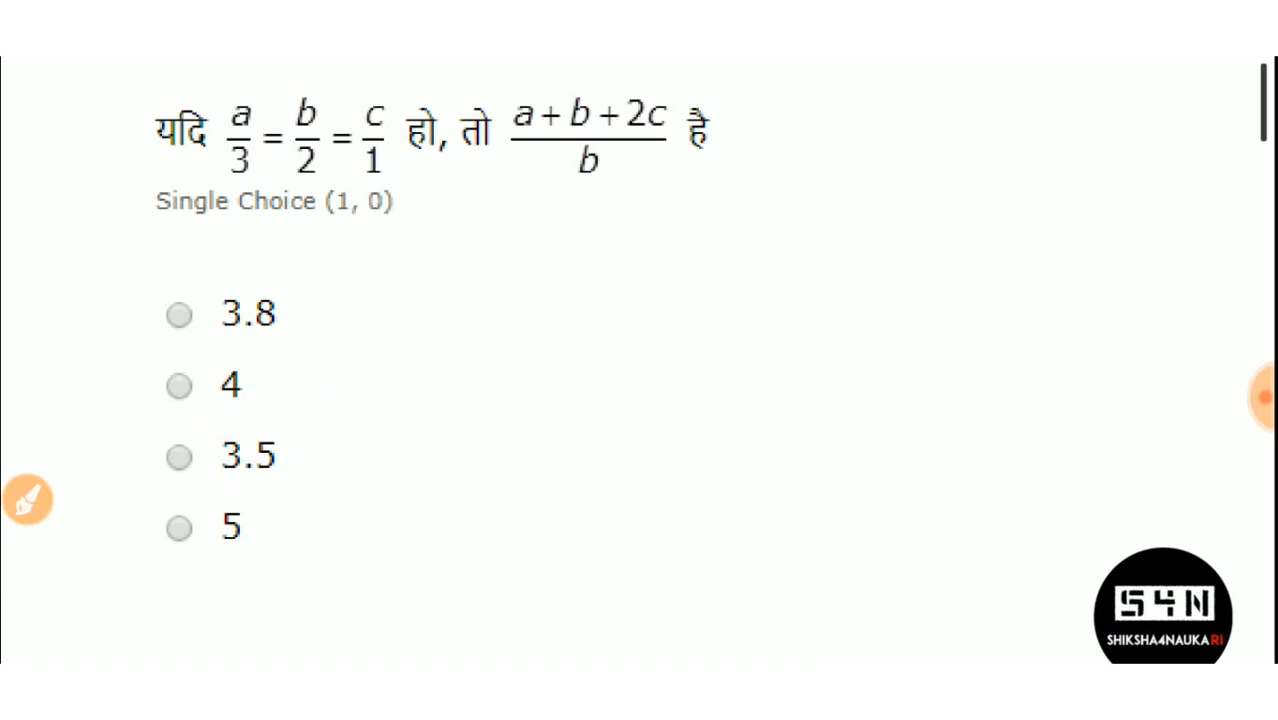 यदि a/3 = b/2 = c/1 हो, तो (a + b + 2c)/b है
Single Choice (1, 0)
3.8
4
3.5
5
S4N
SHIKSHA4NAUKARI